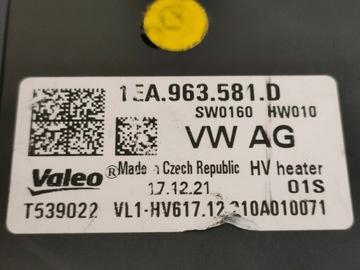 1EA.963.581.D
SW0160 HW010
VW AG
Valeo ® Made in Czech Republic HV heater
17.12.21 01S
T539022 VL1-HV617.12
10A010071